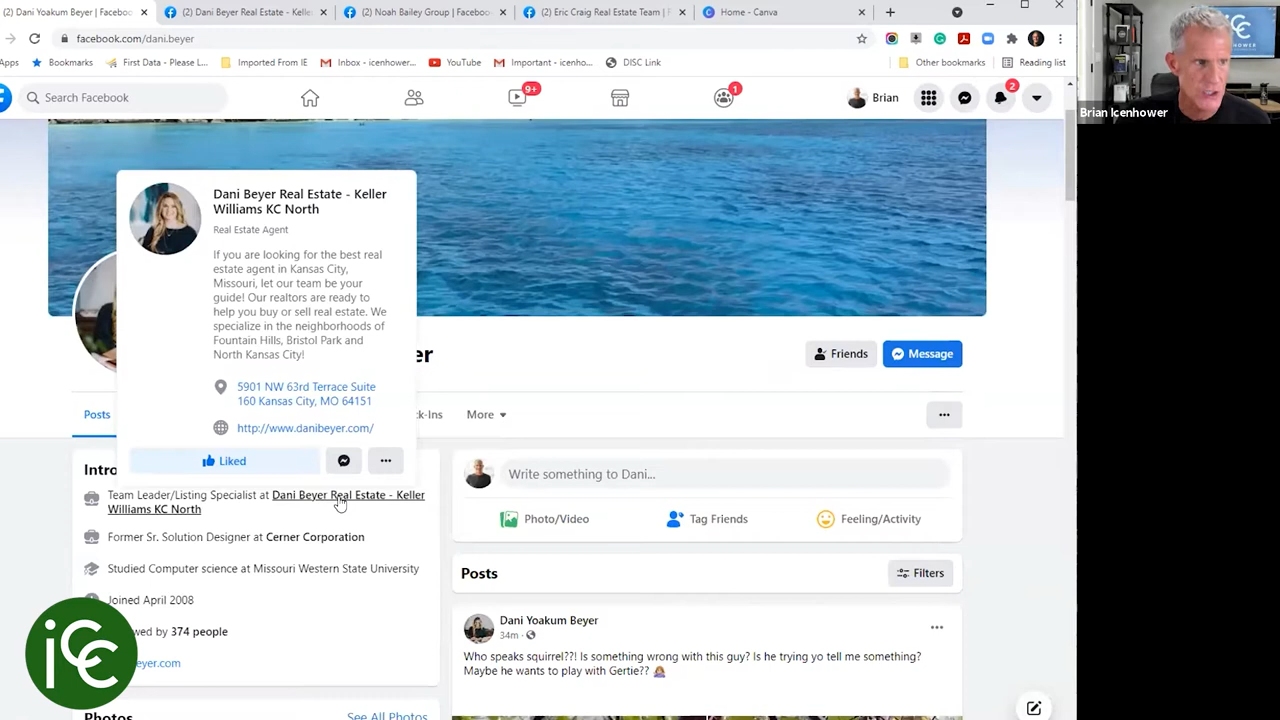 (2) Dani Yoakum Beyer | Faceboo
(2) Dani Beyer Real Estate - Kelle
(2) Noah Bailey Group | Faceboo
(2) Eric Craig Real Estate Team | F
Home - Canva
facebook.com/dani.beyer
Apps
Bookmarks
First Data - Please L...
Imported From IE
Inbox - icenhower...
YouTube
Important - icenho...
DISC Link
Other bookmarks
Reading list
Search Facebook
9+
1
Brian
2
Brian Icenhower
Dani Beyer Real Estate - Keller
Williams KC North
Real Estate Agent
If you are looking for the best real
estate agent in Kansas City,
Missouri, let our team be your
guide! Our realtors are ready to
help you buy or sell real estate. We
specialize in the neighborhoods of
Fountain Hills, Bristol Park and
North Kansas City!
5901 NW 63rd Terrace Suite
160 Kansas City, MO 64151
http://www.danibeyer.com/
Liked
er
Friends
Message
Posts
ck-Ins
More
Intro
Team Leader/Listing Specialist at Dani Beyer Real Estate - Keller
Williams KC North
Former Sr. Solution Designer at Cerner Corporation
Studied Computer science at Missouri Western State University
Joined April 2008
wed by 374 people
eyer.com
Photos
See All Photos
Write something to Dani...
Photo/Video
Tag Friends
Feeling/Activity
Posts
Filters
Dani Yoakum Beyer
34m
Who speaks squirrel??! Is something wrong with this guy? Is he trying yo tell me something?
Maybe he wants to play with Gertie??
iCC